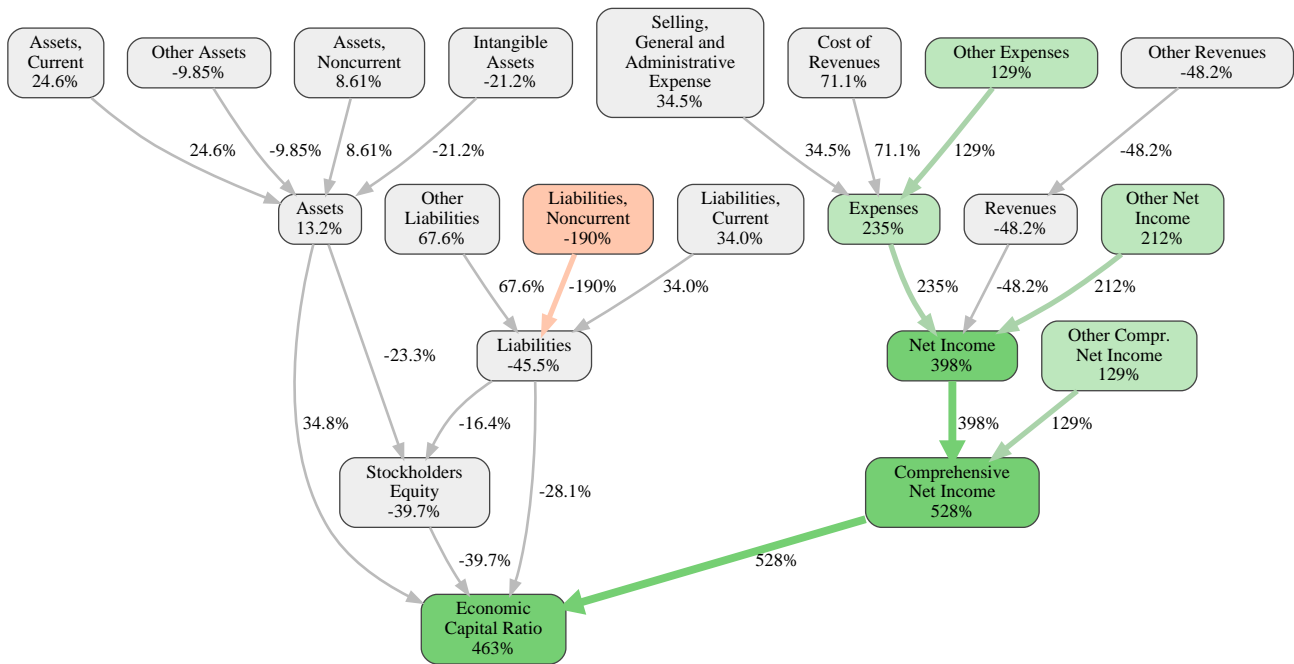 Assets,
Current
24.6%
Other Assets
-9.85%
Assets,
Noncurrent
8.61%
Intangible
Assets
-21.2%
Selling,
General and
Administrative
Expense
34.5%
Cost of
Revenues
71.1%
Other Expenses
129%
Other Revenues
-48.2%
24.6%
-9.85%
8.61%
-21.2%
34.5%
71.1%
129%
-48.2%
Assets
13.2%
Other
Liabilities
67.6%
Liabilities,
Noncurrent
-190%
Liabilities,
Current
34.0%
Expenses
235%
Revenues
-48.2%
Other Net
Income
212%
67.6%
-190%
34.0%
235%
-48.2%
212%
-23.3%
Liabilities
-45.5%
Net Income
398%
Other Compr.
Net Income
129%
34.8%
-16.4%
398%
129%
Stockholders
Equity
-39.7%
-28.1%
Comprehensive
Net Income
528%
-39.7%
528%
Economic
Capital Ratio
463%